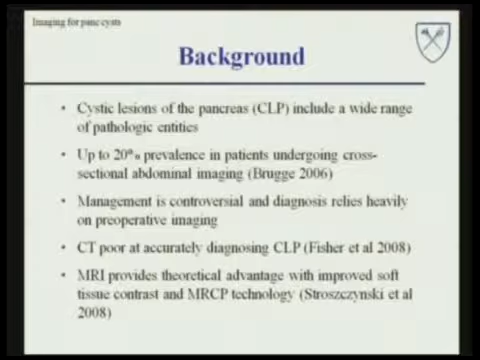 Imaging for panc cysts
Background
• Cystic lesions of the pancreas (CLP) include a wide range
of pathologic entities
• Up to 20% prevalence in patients undergoing cross-
sectional abdominal imaging (Brugge 2006)
• Management is controversial and diagnosis relies heavily
on preoperative imaging
• CT poor at accurately diagnosing CLP (Fisher et al 2008)
• MRI provides theoretical advantage with improved soft
tissue contrast and MRCP technology (Stroszczynski et al
2008)